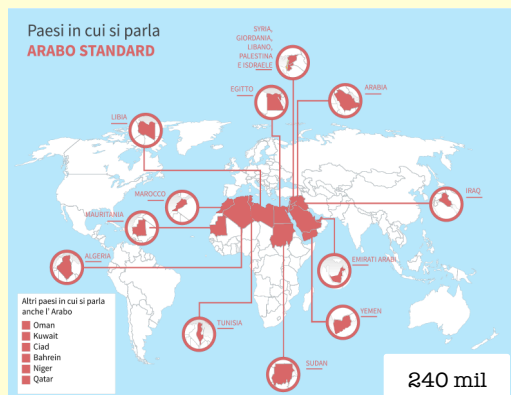 Paesi in cui si parla
ARABO STANDARD
SYRIA,
GIORDANIA,
LIBANO,
PALESTINA
E ISDRAELE
EGITTO
ARABIA
LIBIA
MAROCCO
MAURITANIA
IRAQ
ALGERIA
EMIRATI ARABI
TUNISIA
YEMEN
SUDAN
Altri paesi in cui si parla
anche l' Arabo
Oman
Kuwait
Ciad
Bahrein
Niger
Qatar
240 mil